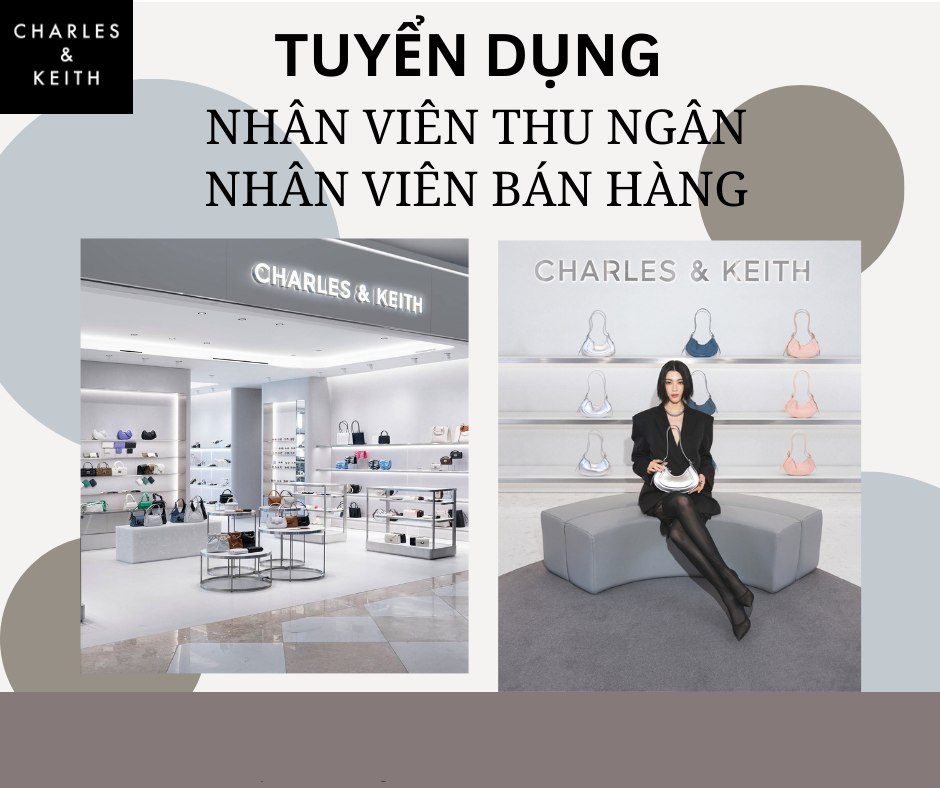 CHARLES
&
KEITH
TUYỂN DỤNG
NHÂN VIÊN THU NGÂN
NHÂN VIÊN BÁN HÀNG
CHARLES & KEITH
CHARLES & KEITH